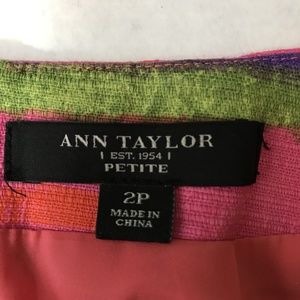 ANN TAYLOR
EST. 1954
PETITE
2P
MADE IN
CHINA